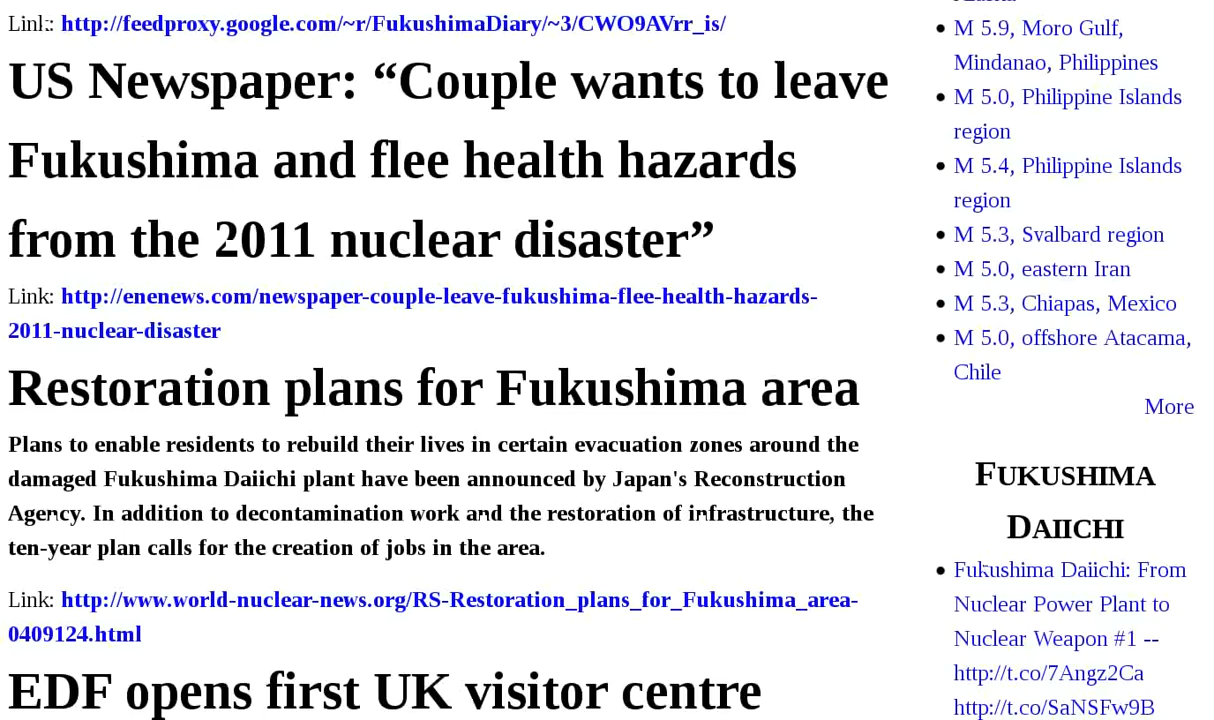 Link: http://feedproxy.google.com/~r/FukushimaDiary/~3/CWO9AVrr_is/
US Newspaper: “Couple wants to leave
Fukushima and flee health hazards
from the 2011 nuclear disaster”
Link: http://enenews.com/newspaper-couple-leave-fukushima-flee-health-hazards-
2011-nuclear-disaster
Restoration plans for Fukushima area
Plans to enable residents to rebuild their lives in certain evacuation zones around the
damaged Fukushima Daiichi plant have been announced by Japan's Reconstruction
Agency. In addition to decontamination work and the restoration of infrastructure, the
ten-year plan calls for the creation of jobs in the area.
Link: http://www.world-nuclear-news.org/RS-Restoration_plans_for_Fukushima_area-
0409124.html
EDF opens first UK visitor centre
M 5.9, Moro Gulf,
Mindanao, Philippines
M 5.0, Philippine Islands
region
M 5.4, Philippine Islands
region
M 5.3, Svalbard region
M 5.0, eastern Iran
M 5.3, Chiapas, Mexico
M 5.0, offshore Atacama,
Chile
More
FUKUSHIMA
DAIICHI
Fukushima Daiichi: From
Nuclear Power Plant to
Nuclear Weapon #1 --
http://t.co/7Angz2Ca
http://t.co/SaNSFw9B